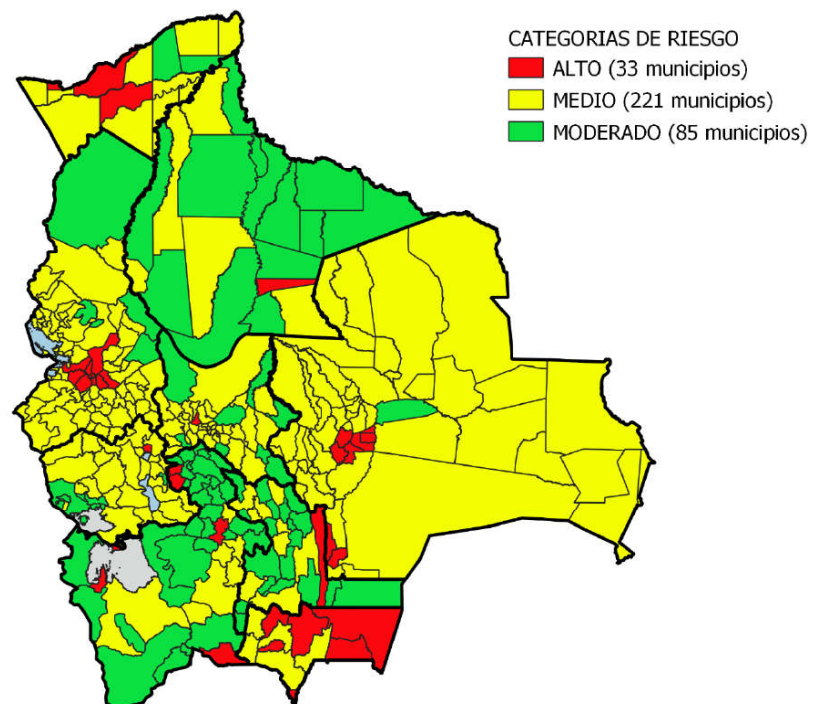 CATEGORIAS DE RIESGO
ALTO (33 municipios)
MEDIO (221 municipios)
MODERADO (85 municipios)